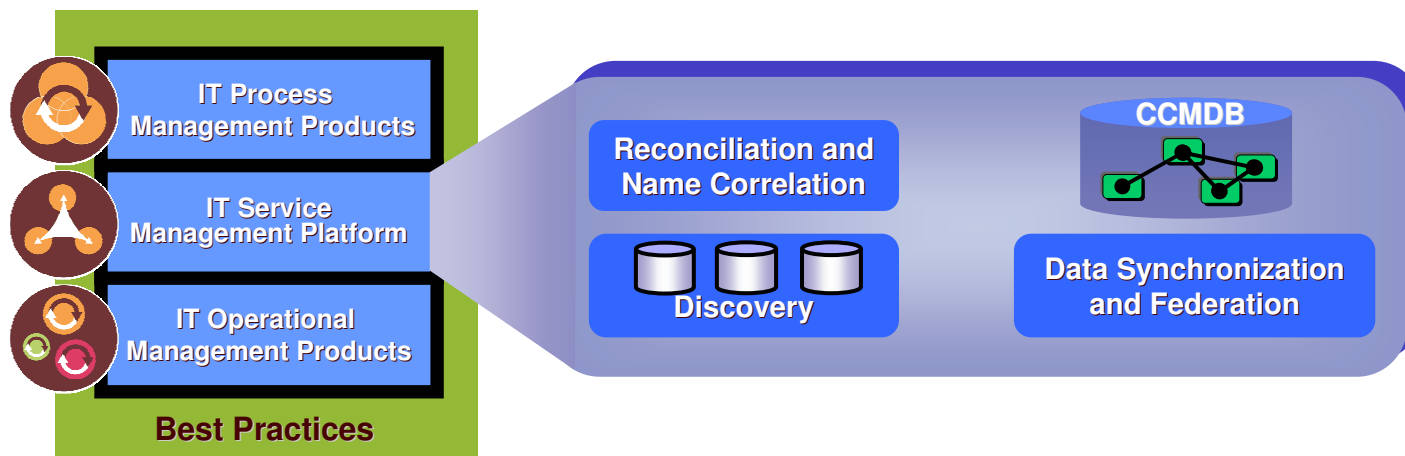 IT Process
Management Products
IT Service
Management Platform
IT Operational
Management Products
Best Practices
Reconciliation and
Name Correlation
Discovery
CCMDB
Data Synchronization
and Federation